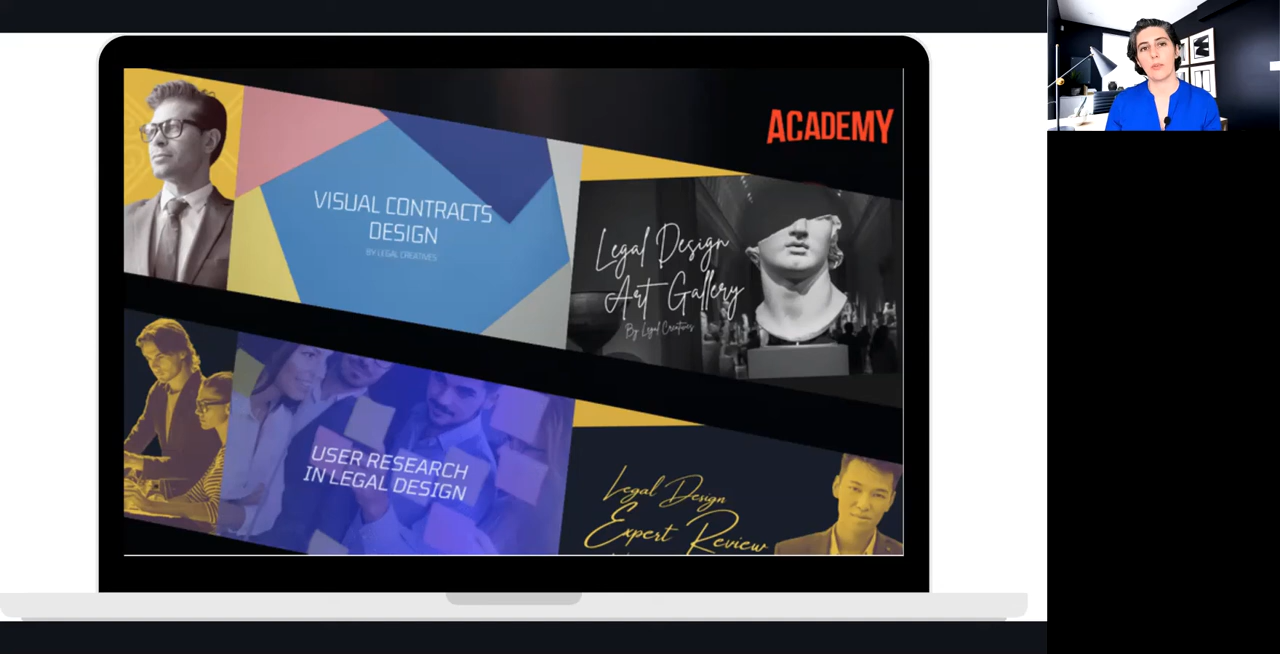 ACADEMY
VISUAL CONTRACTS
DESIGN
BY LEGAL CREATIVES
Legal Design
Art Gallery
By Legal Creatives
USER RESEARCH
IN LEGAL DESIGN
Legal Design
Expert Review